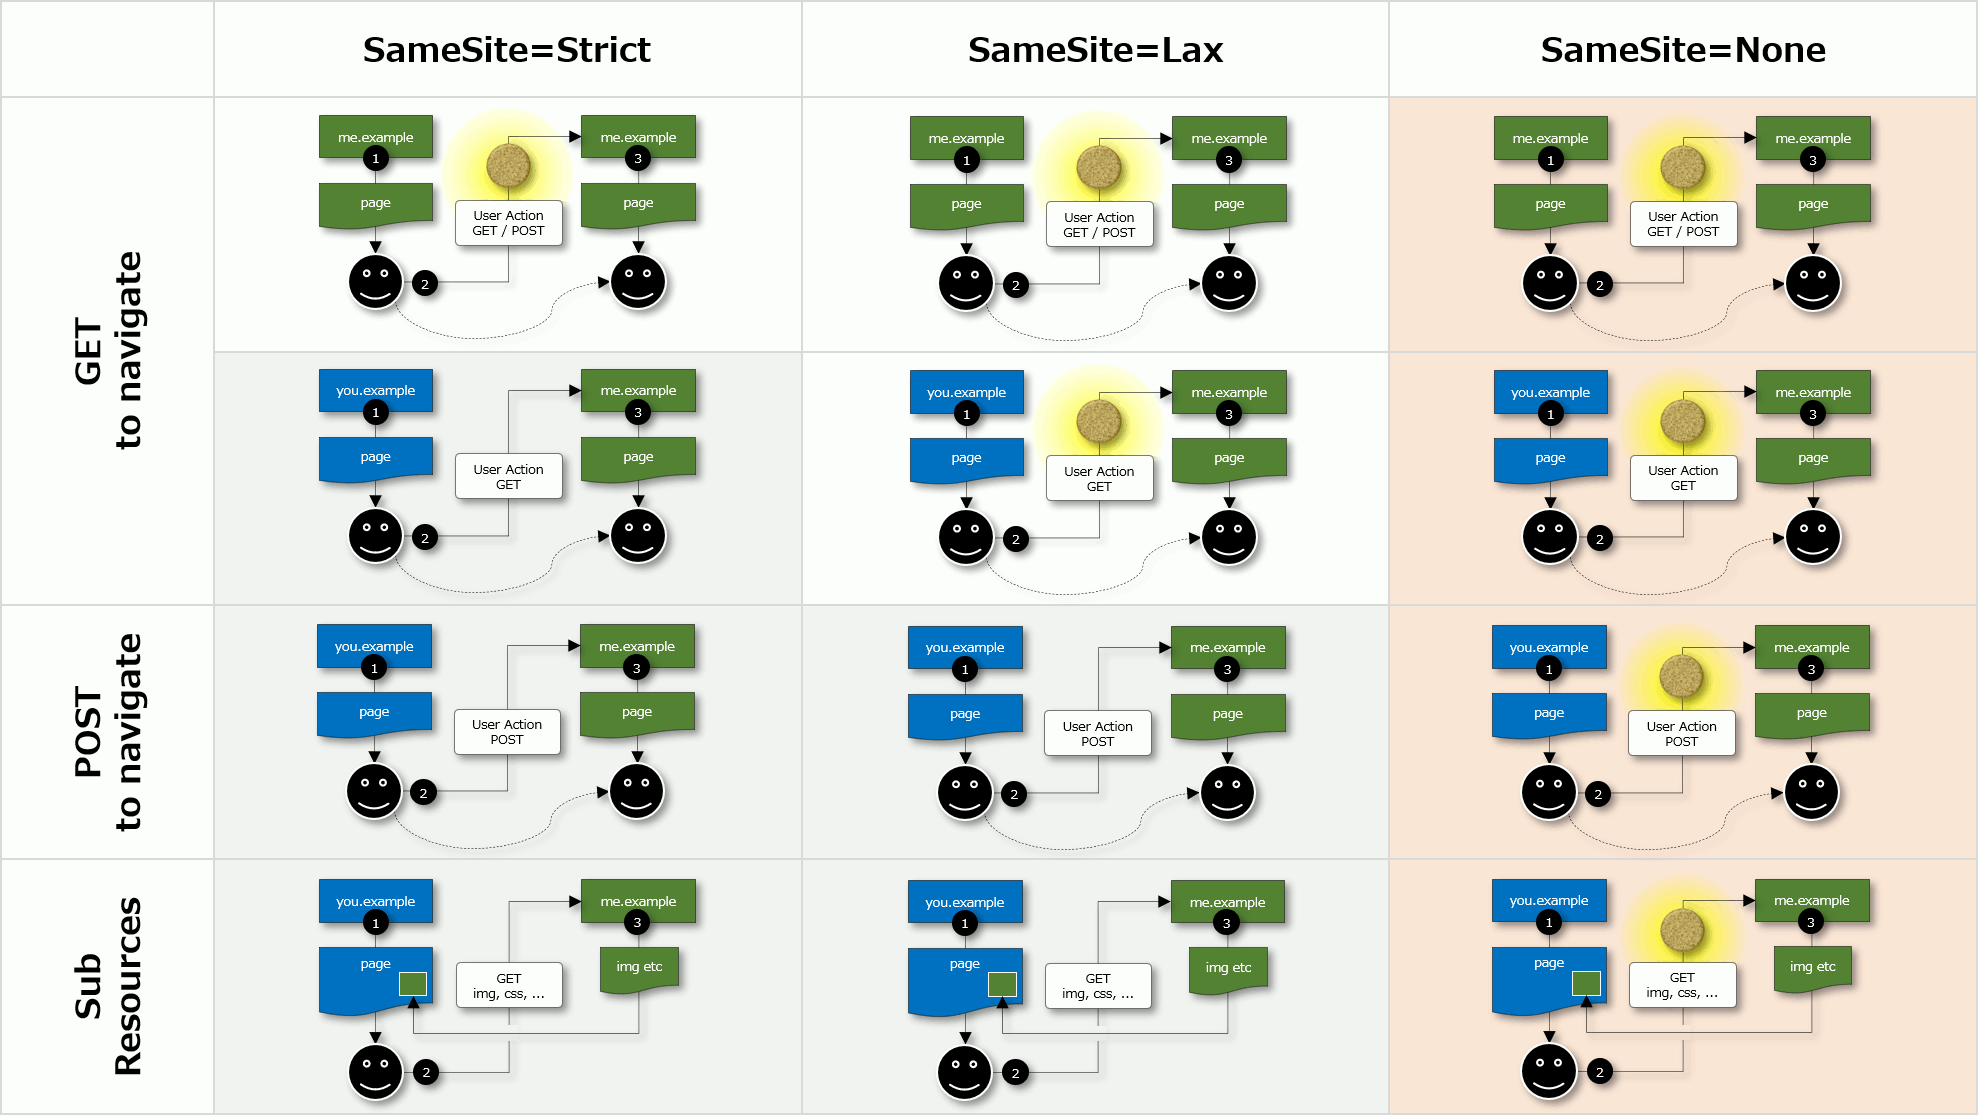 SameSite=Strict
SameSite=Lax
SameSite=None
GET
to navigate
me.example
1
page
2
User Action
GET / POST
me.example
3
page
me.example
1
page
2
User Action
GET / POST
me.example
3
page
me.example
1
page
2
User Action
GET / POST
me.example
3
page
you.example
1
page
2
User Action
GET
me.example
3
page
you.example
1
page
2
User Action
GET
me.example
3
page
you.example
1
page
2
User Action
GET
me.example
3
page
POST
to navigate
you.example
1
page
2
User Action
POST
me.example
3
page
you.example
1
page
2
User Action
POST
me.example
3
page
you.example
1
page
2
User Action
POST
me.example
3
page
Sub
Resources
you.example
1
page
2
GET
img, css, ...
me.example
3
img etc
you.example
1
page
2
GET
img, css, ...
me.example
3
img etc
you.example
1
page
2
GET
img, css, ...
me.example
3
img etc